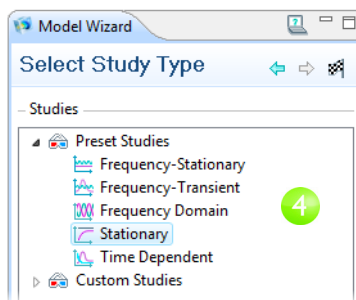 Model Wizard
Select Study Type
Studies
Preset Studies
Frequency-Stationary
Frequency-Transient
Frequency Domain
4
Stationary
Time Dependent
Custom Studies